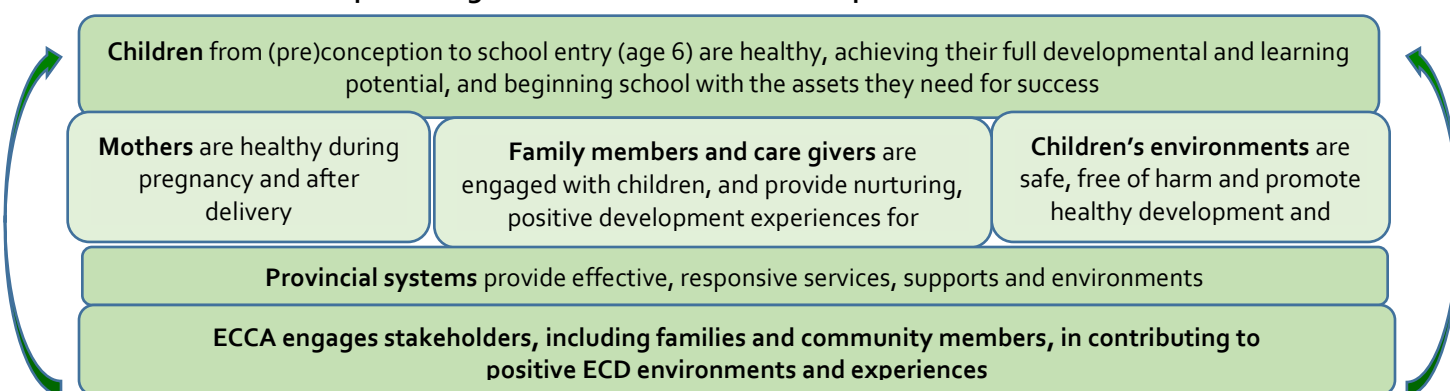 Children from (pre)conception to school entry (age 6) are healthy, achieving their full developmental and learning
potential, and beginning school with the assets they need for success
Mothers are healthy during
pregnancy and after
delivery
Family members and care givers are
engaged with children, and provide nurturing,
positive development experiences for
Children's environments are
safe, free of harm and promote
healthy development and
Provincial systems provide effective, responsive services, supports and environments
ECCA engages stakeholders, including families and community members, in contributing to
positive ECD environments and experiences